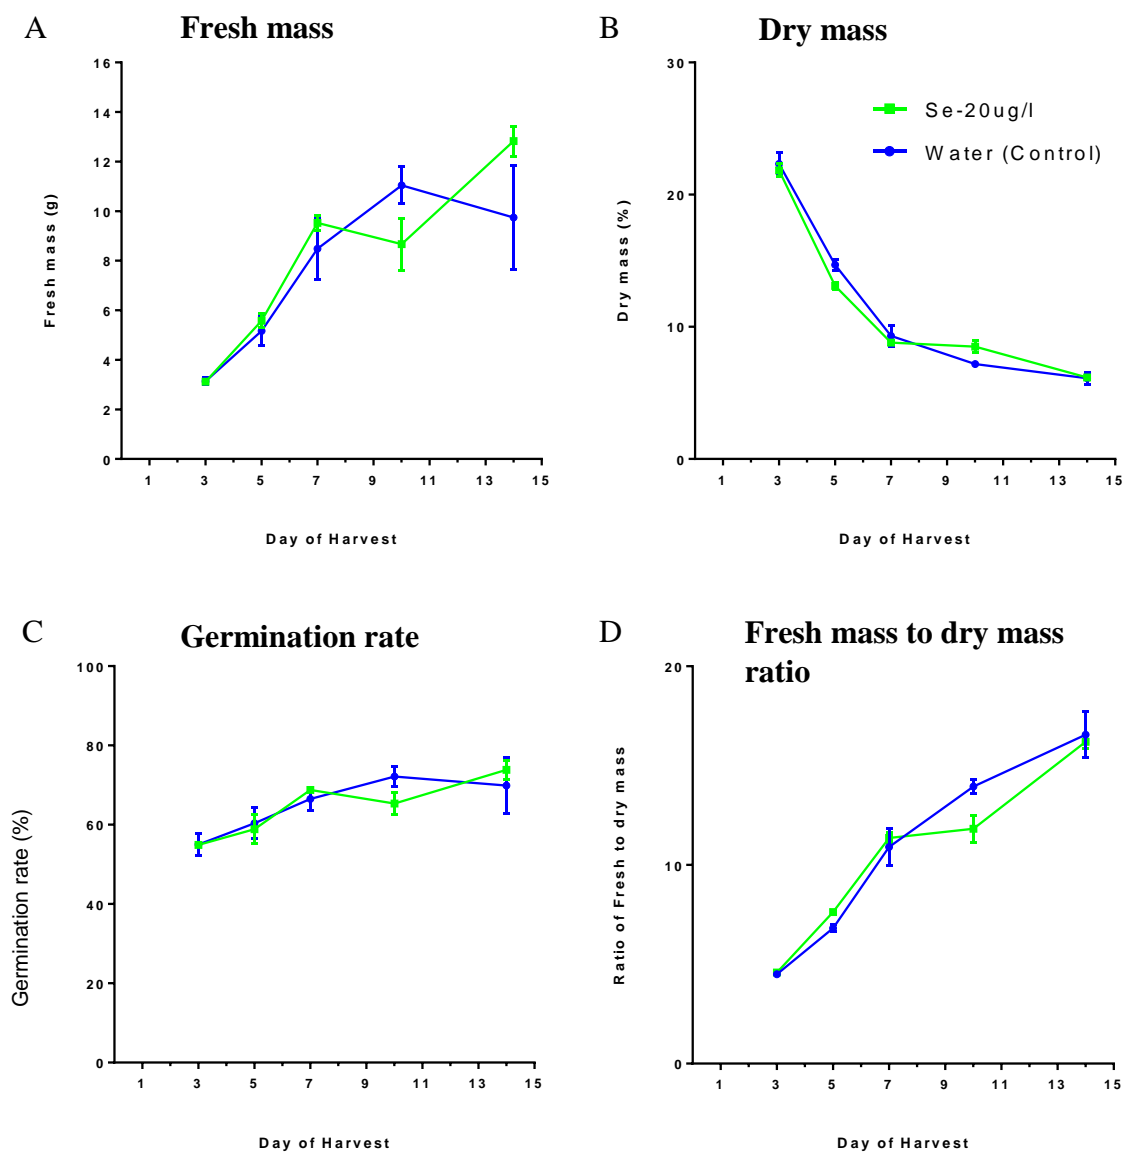 A
Fresh mass
16
14
12
10
8
6
4
2
0
Fresh mass (g)
1 3 5 7 9 11 13 15
Day of Harvest
B
Dry mass
30
20
10
0
Dry mass (%)
Se-20ug/l
Water (Control)
1 3 5 7 9 11 13 15
Day of Harvest
C
Germination rate
100
80
60
40
20
0
Germination rate (%)
1 3 5 7 9 11 13 15
Day of Harvest
D
Fresh mass to dry mass
ratio
20
10
0
Ratio of Fresh to dry mass
1 3 5 7 9 11 13 15
Day of Harvest